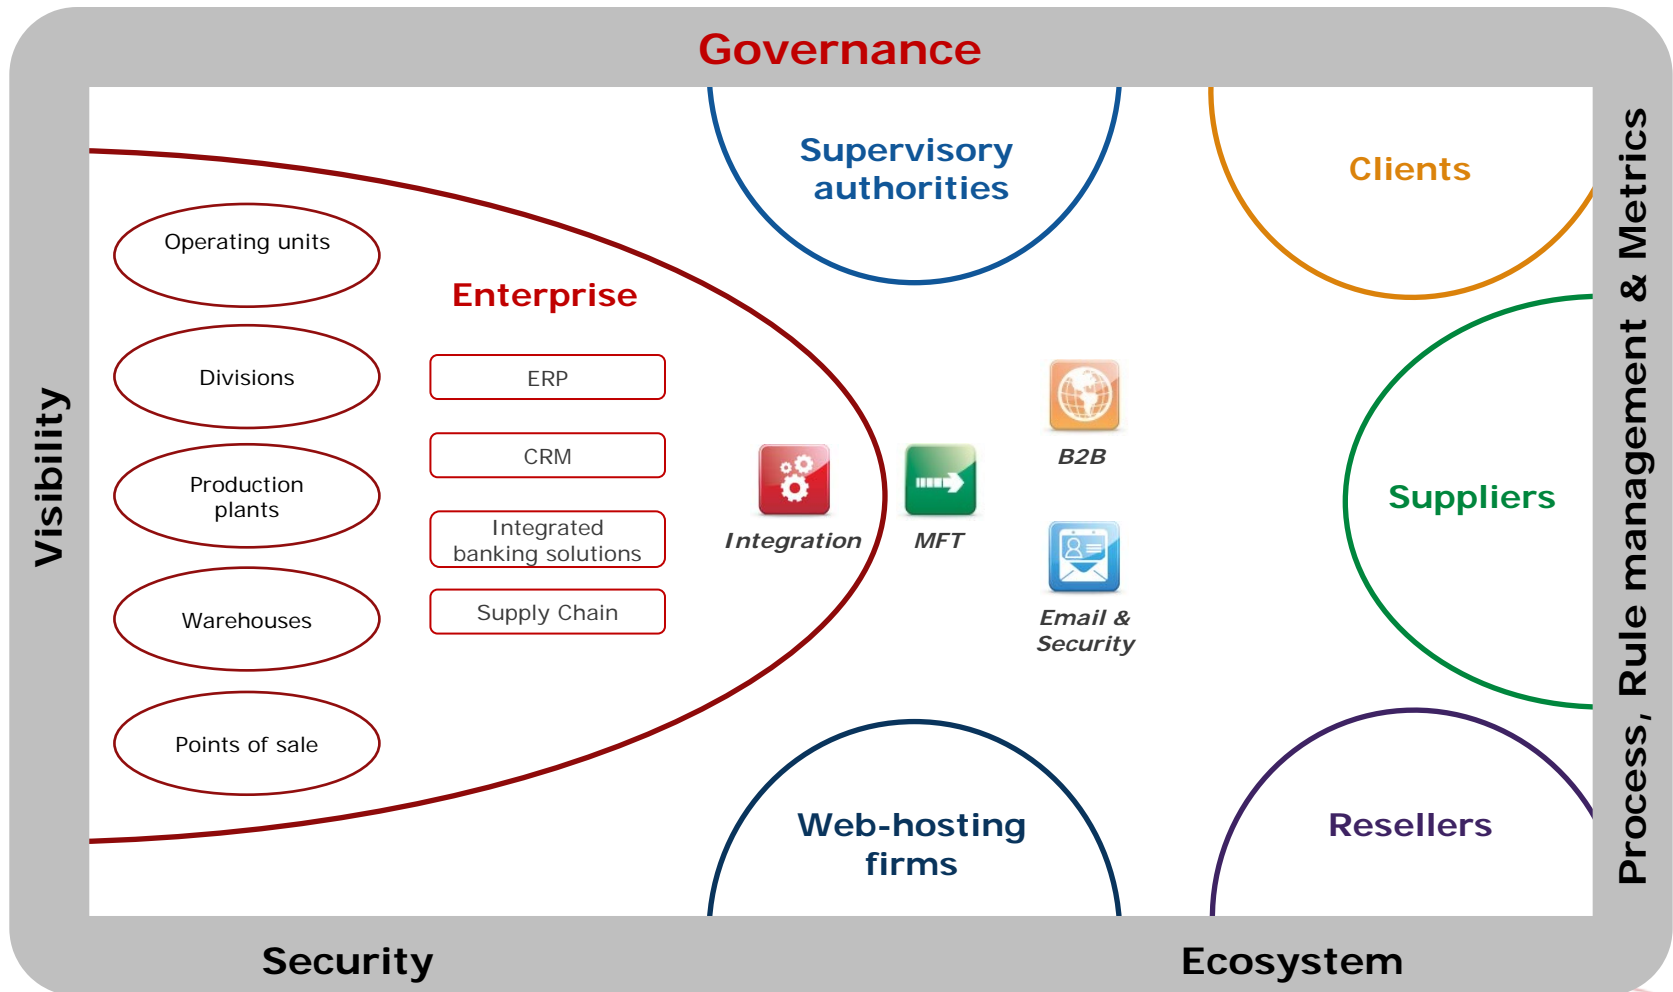 Governance
Supervisory
authorities
Clients
Operating units
Enterprise
Divisions
ERP
CRM
Production
plants
Integrated
banking solutions
Warehouses
Supply Chain
Points of sale
Integration
MFT
B2B
Email &
Security
Suppliers
Web-hosting
firms
Resellers
Visibility
Process, Rule management & Metrics
Security
Ecosystem